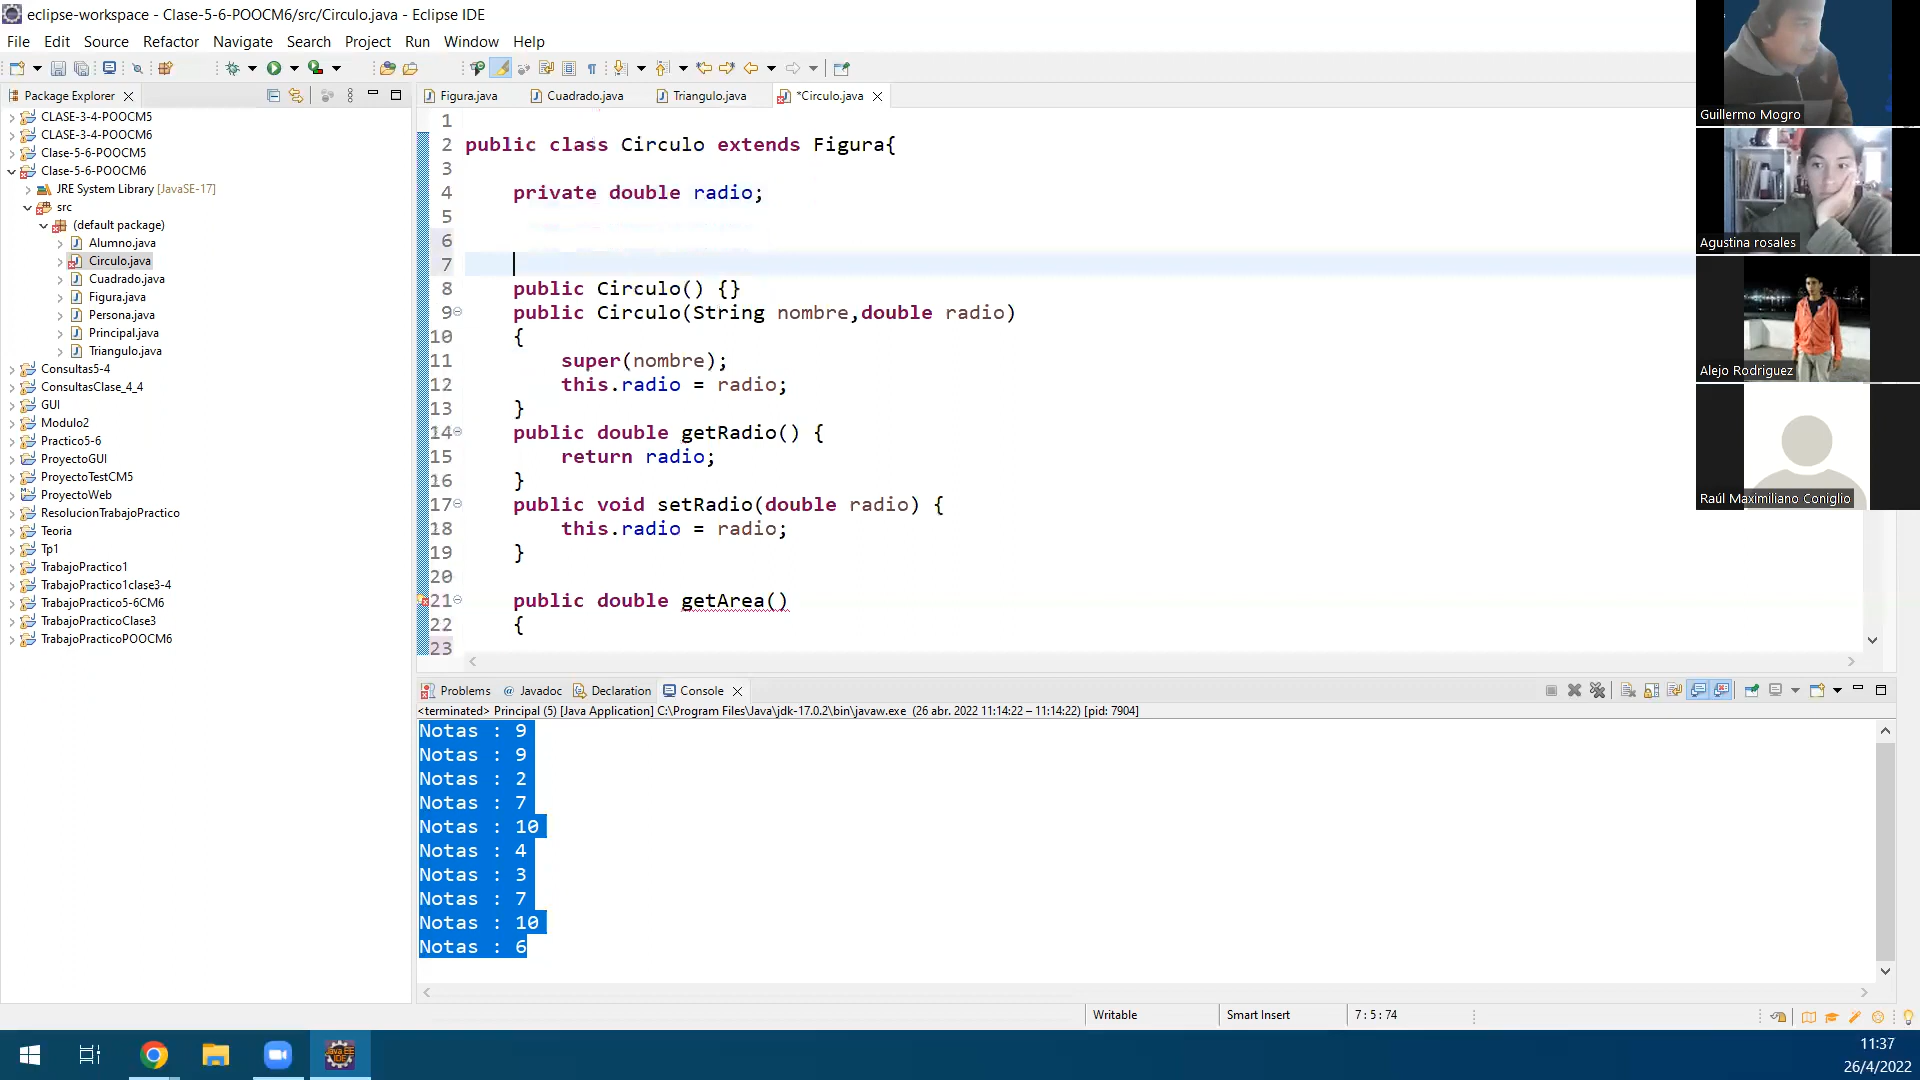 eclipse-workspace - Clase-5-6-POOCM6/src/Circulo.java - Eclipse IDE
File Edit Source Refactor Navigate Search Project Run Window Help
Package Explorer
CLASE-3-4-POOCM5
CLASE-3-4-POOCM6
Clase-5-6-POOCM5
Clase-5-6-POOCM6
JRE System Library [JavaSE-17]
src
(default package)
Alumno.java
Circulo.java
Cuadrado.java
Figura.java
Persona.java
Principal.java
Triangulo.java
Consultas5-4
ConsultasClase_4_4
GUI
Modulo2
Practico5-6
ProyectoGUI
ProyectoTestCM5
ProyectoWeb
ResolucionTrabajoPractico
Teoria
Tp1
TrabajoPractico1
TrabajoPractico1clase3-4
TrabajoPractico5-6CM6
TrabajoPracticoClase3
TrabajoPracticoPOOCM6
Figura.java Cuadrado.java Triangulo.java *Circulo.java
1
2 public class Circulo extends Figura{
3
4 private double radio;
5
6
7
8 public Circulo() {}
9 public Circulo(String nombre,double radio)
10 {
11 super(nombre);
12 this.radio = radio;
13 }
14 public double getRadio() {
15 return radio;
16 }
17 public void setRadio(double radio) {
18 this.radio = radio;
19 }
20
21 public double getArea()
22 {
23
Problems Javadoc Declaration Console
<terminated> Principal (5) [Java Application] C:\Program Files\Java\jdk-17.0.2\bin\javaw.exe (26 abr. 2022 11:14:22 – 11:14:22) [pid: 7904]
Notas : 9
Notas : 9
Notas : 2
Notas : 7
Notas : 10
Notas : 4
Notas : 3
Notas : 7
Notas : 10
Notas : 6
Writable Smart Insert 7 : 5 : 74
Guillermo Mogro
Agustina rosales
Alejo Rodriguez
Raúl Maximiliano Coniglio
Java EE
IDE
11:37
26/4/2022